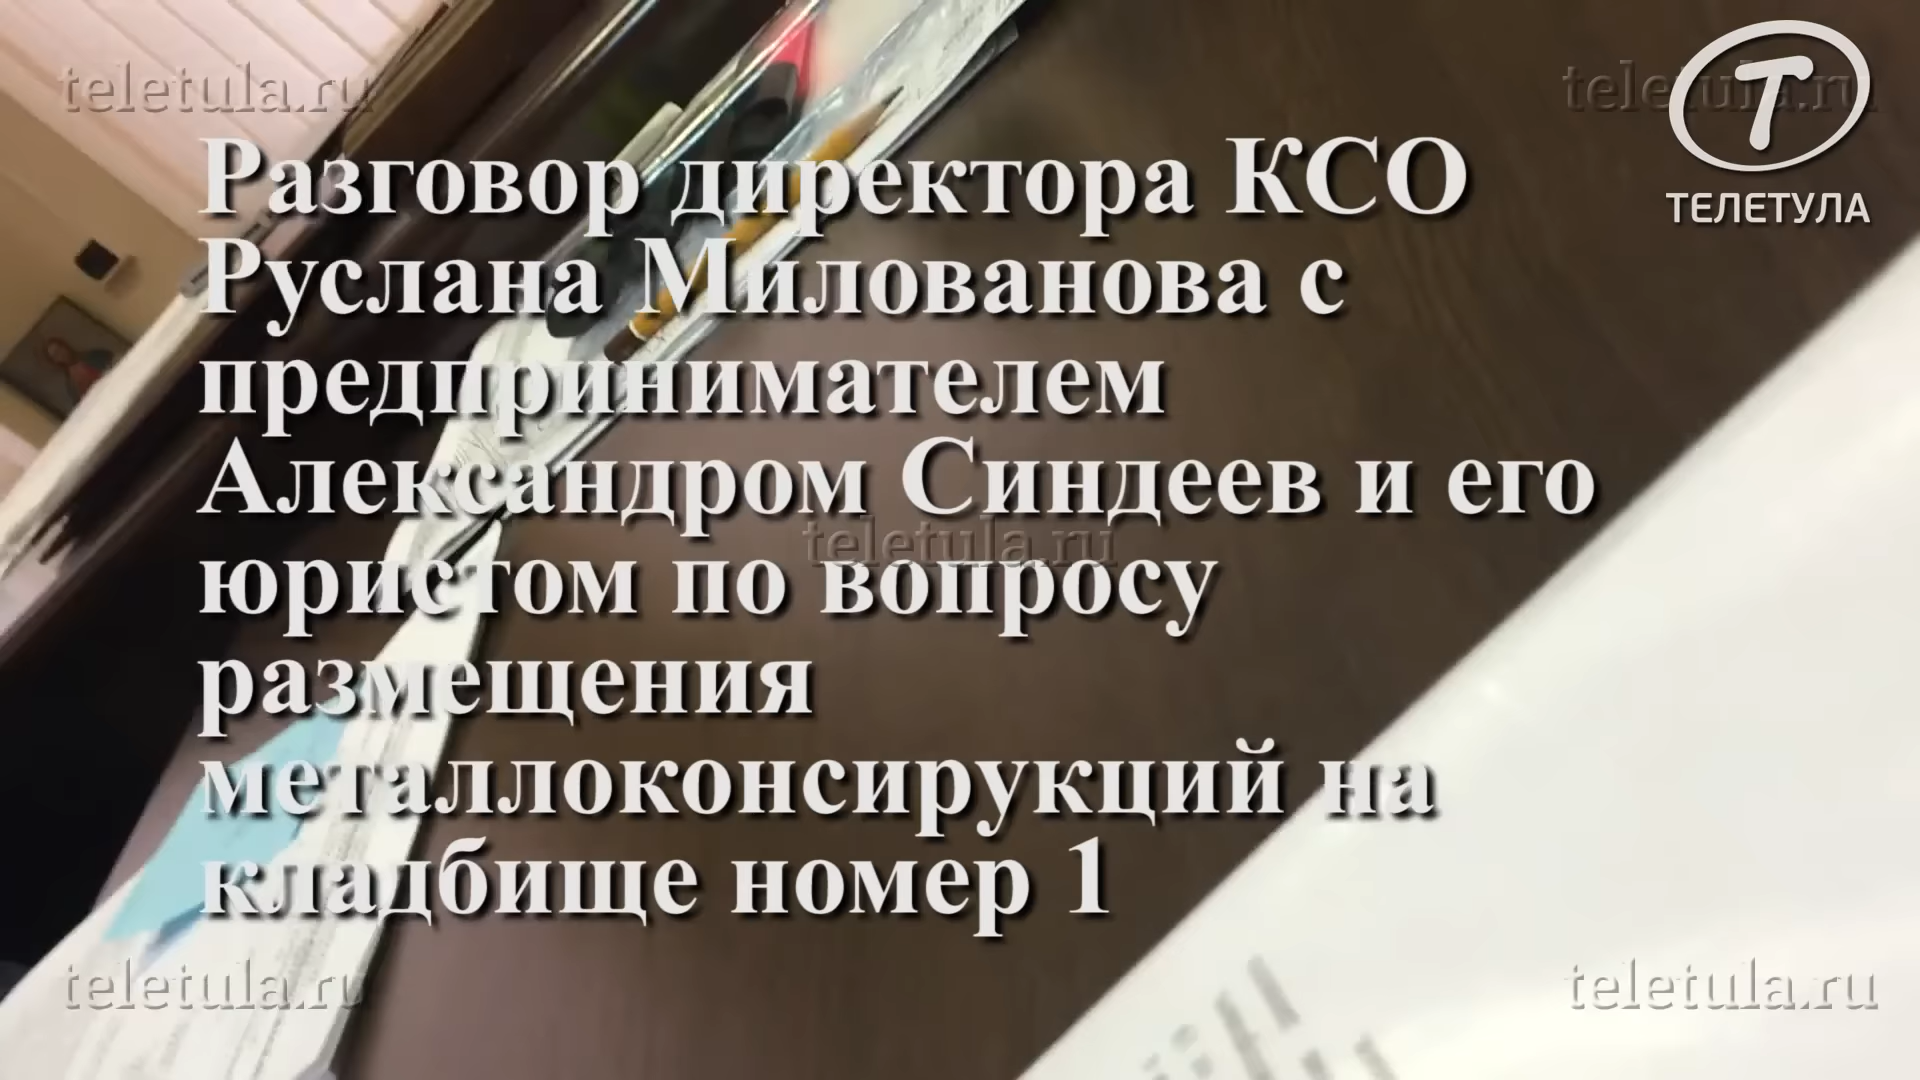 teletula.ru
teletula.ru
ТЕЛЕТУЛА
Разговор директора КСО
Руслана Милованова с
предпринимателем
Александром Синдеев и его
teletula.ru
юристом по вопросу
размещения
металлоконсирукций на
кладбище номер 1
teletula.ru
teletula.ru